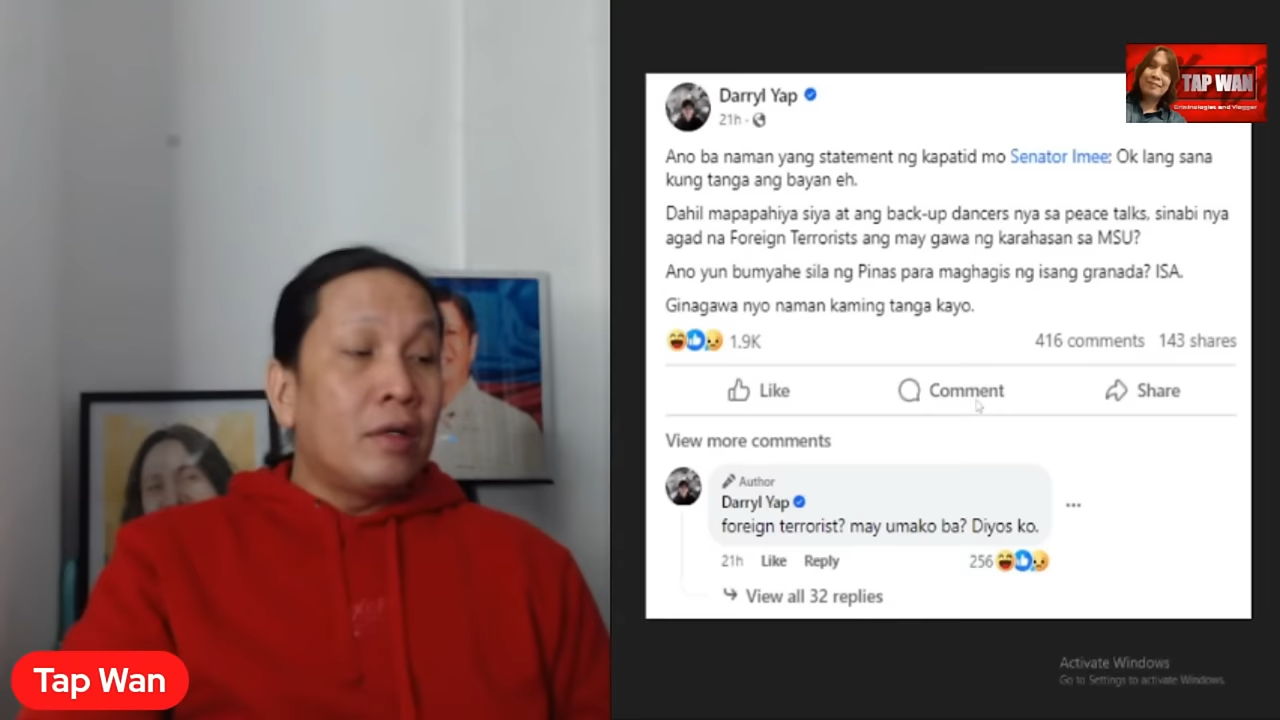 TAP WAN
Criminologist and Vlogger
Darryl Yap
21h
Ano ba naman yang statement ng kapatid mo Senator Imee: Ok lang sana
kung tanga ang bayan eh.
Dahil mapapahiya siya at ang back-up dancers nya sa peace talks, sinabi nya
agad na Foreign Terrorists ang may gawa ng karahasan sa MSU?
Ano yun bumyahe sila ng Pinas para maghagis ng isang granada? ISA.
Ginagawa nyo naman kaming tanga kayo.
1.9K 416 comments 143 shares
Like Comment Share
View more comments
Author
Darryl Yap
foreign terrorist? may umako ba? Diyos ko.
21h Like Reply 256
View all 32 replies
Activate Windows
Go to Settings to activate Windows.
Tap Wan